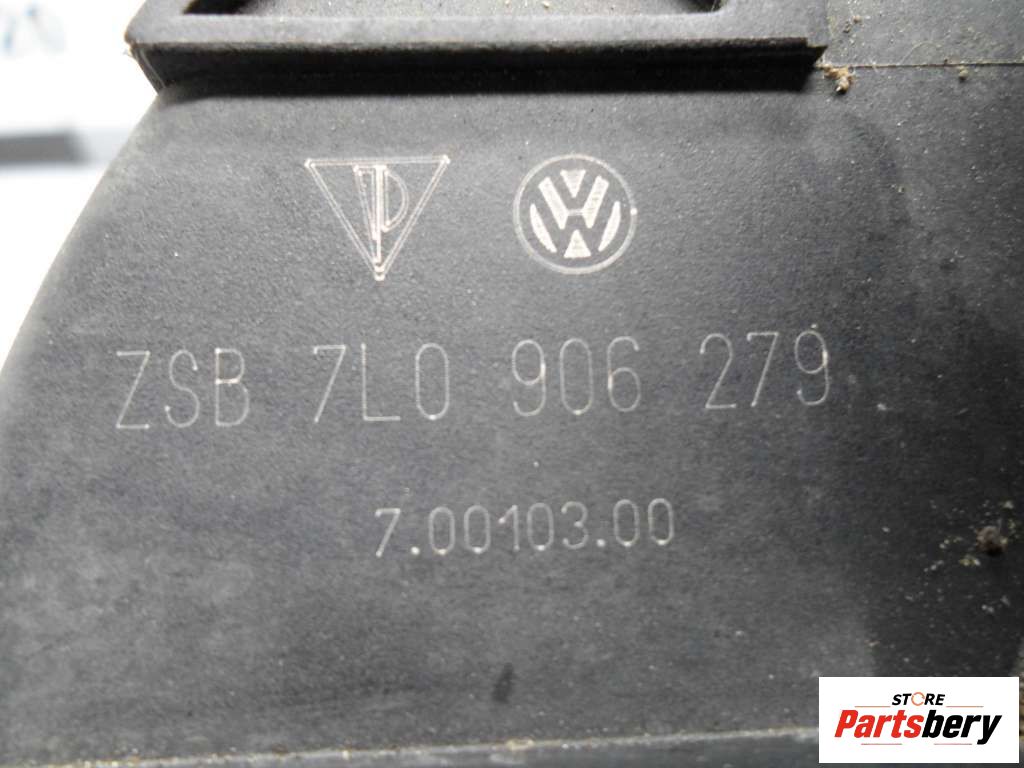 ZSB 7L0 906 279
7.00103.00
STORE
Partsbery